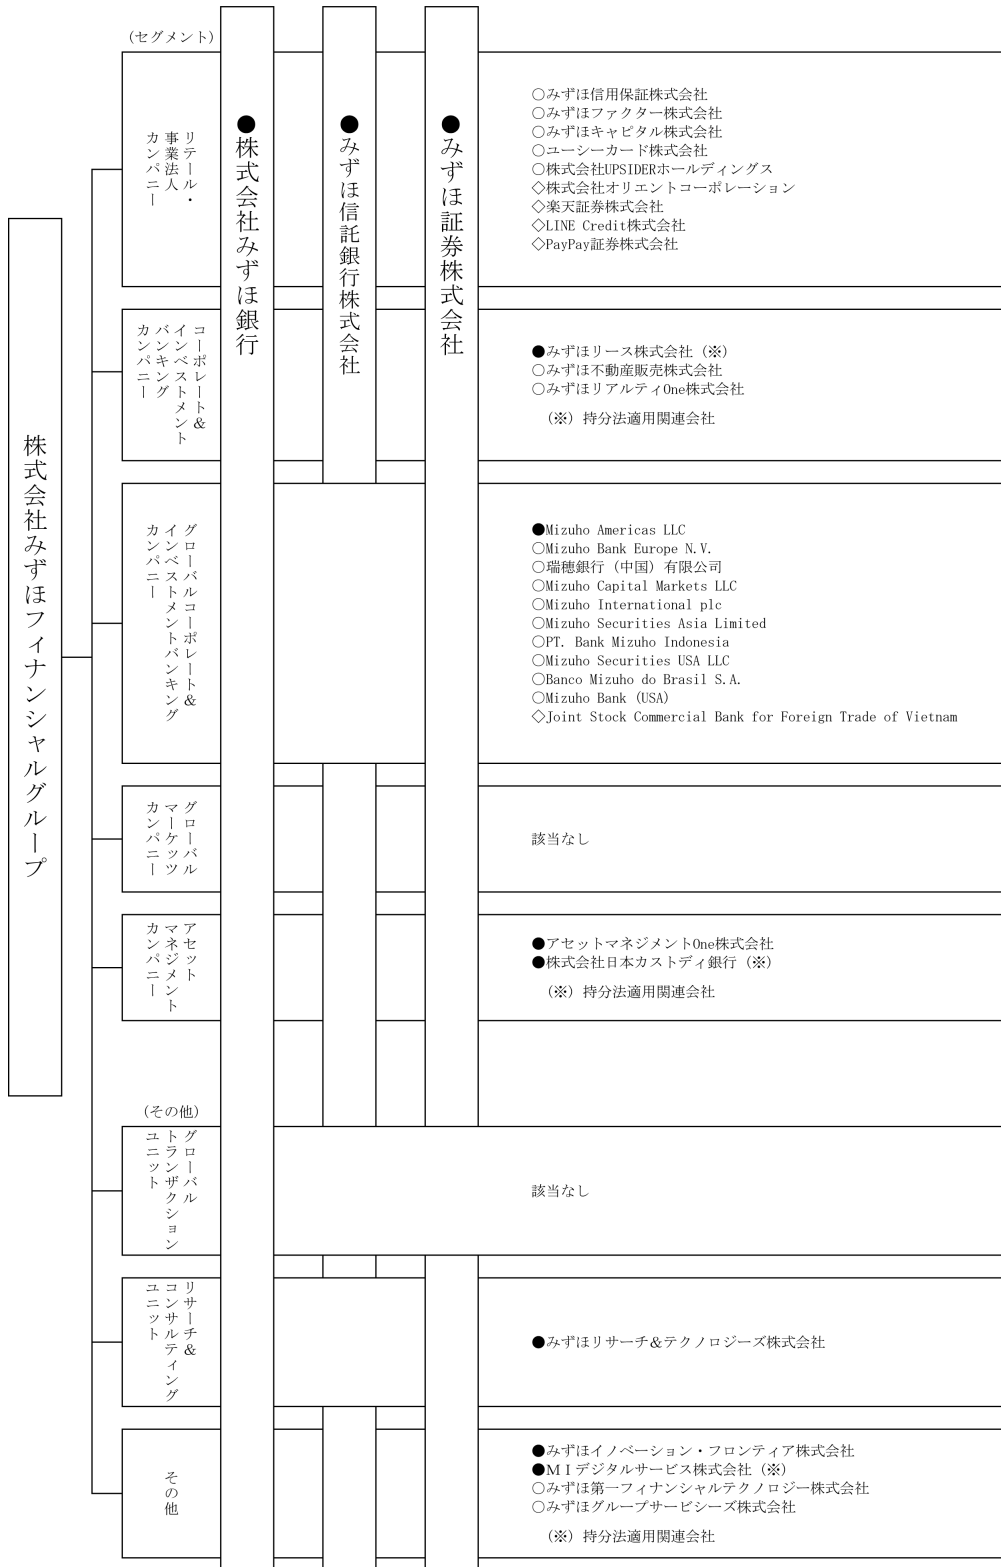 (セグメント)
株式会社みずほフィナンシャルグループ
●株式会社みずほ銀行
●みずほ信託銀行株式会社
●みずほ証券株式会社
リテール・
事業法人
カンパニー
○みずほ信用保証株式会社
○みずほファクター株式会社
○みずほキャピタル株式会社
○ユーシーカード株式会社
○株式会社UPSIDERホールディングス
◇株式会社オリエントコーポレーション
◇楽天証券株式会社
◇LINE Credit株式会社
◇PayPay証券株式会社
コーポレート&
インベストメント
バンキング
カンパニー
●みずほリース株式会社(※)
○みずほ不動産販売株式会社
○みずほリアルティOne株式会社
(※)持分法適用関連会社
グローバルコーポレート&
インベストメントバンキング
カンパニー
●Mizuho Americas LLC
○Mizuho Bank Europe N.V.
○瑞穂銀行(中国)有限公司
○Mizuho Capital Markets LLC
○Mizuho International plc
○Mizuho Securities Asia Limited
○PT. Bank Mizuho Indonesia
○Mizuho Securities USA LLC
○Banco Mizuho do Brasil S.A.
○Mizuho Bank (USA)
◇Joint Stock Commercial Bank for Foreign Trade of Vietnam
グローバル
マーケッツ
カンパニー
該当なし
アセット
マネジメント
カンパニー
●アセットマネジメントOne株式会社
●株式会社日本カストディ銀行(※)
(※)持分法適用関連会社
(その他)
グローバル
トランザクション
ユニット
該当なし
リサーチ&
コンサルティング
ユニット
●みずほリサーチ&テクノロジーズ株式会社
その他
●みずほイノベーション・フロンティア株式会社
●MIデジタルサービス株式会社(※)
○みずほ第一フィナンシャルテクノロジー株式会社
○みずほグループサービシーズ株式会社
(※)持分法適用関連会社